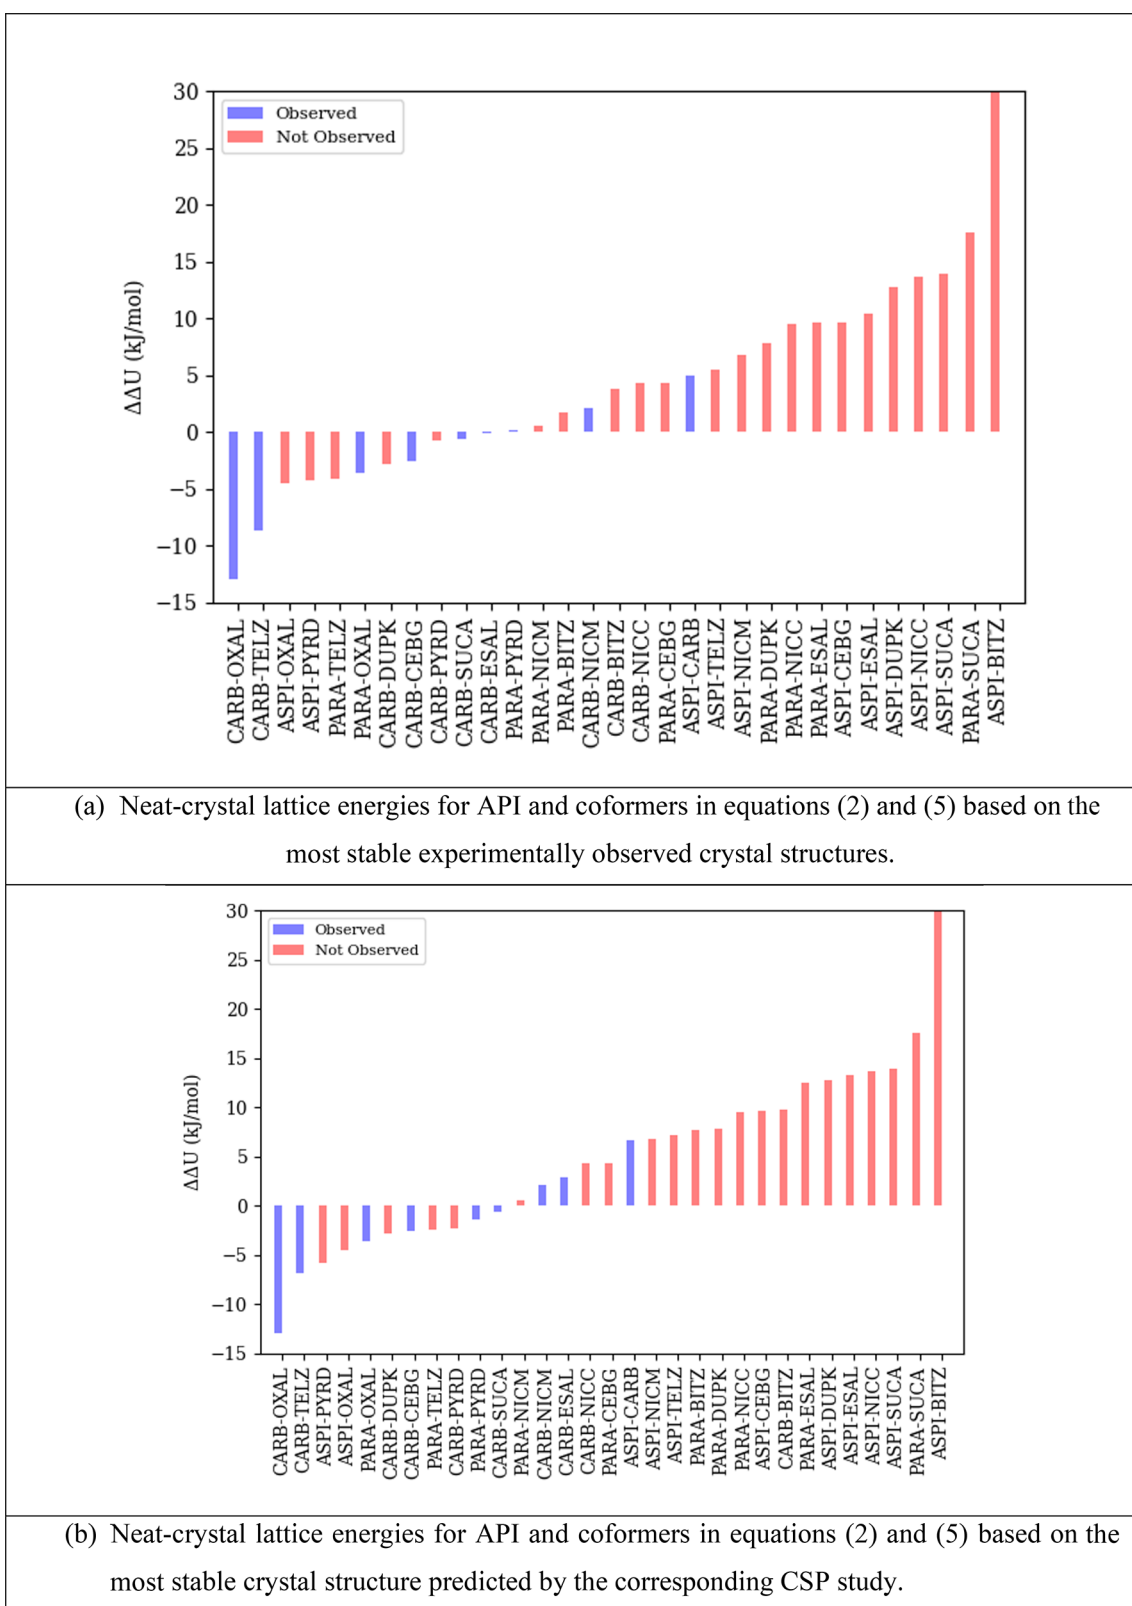 30
25
20
15
10
5
0
−5
−10
−15
ΔΔU (kJ/mol)
Observed
Not Observed
CARB-OXAL
CARB-TELZ
ASPI-OXAL
ASPI-PYRD
PARA-TELZ
PARA-OXAL
CARB-DUPK
CARB-CEBG
CARB-PYRD
CARB-SUCA
CARB-ESAL
PARA-PYRD
PARA-NICM
PARA-BITZ
CARB-NICM
CARB-BITZ
CARB-NICC
PARA-CEBG
ASPI-CARB
ASPI-TELZ
ASPI-NICM
PARA-DUPK
PARA-NICC
PARA-ESAL
ASPI-CEBG
ASPI-ESAL
ASPI-DUPK
ASPI-NICC
ASPI-SUCA
PARA-SUCA
ASPI-BITZ
(a) Neat-crystal lattice energies for API and coformers in equations (2) and (5) based on the
most stable experimentally observed crystal structures.
30
25
20
15
10
5
0
−5
−10
−15
ΔΔU (kJ/mol)
Observed
Not Observed
CARB-OXAL
CARB-TELZ
ASPI-PYRD
ASPI-OXAL
PARA-OXAL
CARB-DUPK
CARB-CEBG
PARA-TELZ
CARB-PYRD
PARA-PYRD
CARB-SUCA
PARA-NICM
CARB-NICM
CARB-ESAL
CARB-NICC
PARA-CEBG
ASPI-CARB
ASPI-NICM
ASPI-TELZ
PARA-BITZ
PARA-DUPK
PARA-NICC
ASPI-CEBG
CARB-BITZ
PARA-ESAL
ASPI-DUPK
ASPI-ESAL
ASPI-NICC
ASPI-SUCA
PARA-SUCA
ASPI-BITZ
(b) Neat-crystal lattice energies for API and coformers in equations (2) and (5) based on the
most stable crystal structure predicted by the corresponding CSP study.